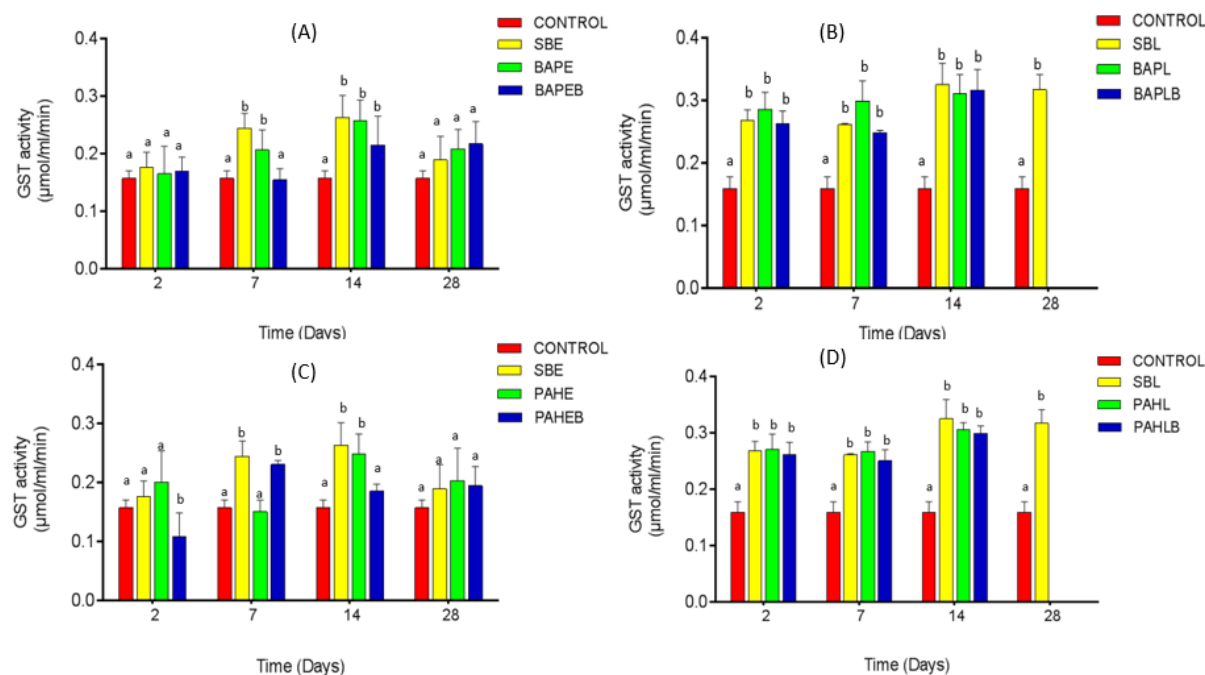 (A)
CONTROL
SBE
BAPE
BAPEB
GST activity
(µmol/ml/min)
0.4
0.3
0.2
0.1
0.0
a a a a
a b b a
a b b b
a a a a
2 7 14 28
Time (Days)
(B)
CONTROL
SBL
BAPL
BAPLB
GST activity
(µmol/ml/min)
0.4
0.3
0.2
0.1
0.0
a b b b
a b b b
a b b b
a b
2 7 14 28
Time (Days)
(C)
CONTROL
SBE
PAHE
PAHEB
GST activity
(µmol/ml/min)
0.4
0.3
0.2
0.1
0.0
a a a b
a b a b
a b b a
a a a a
2 7 14 28
Time (Days)
(D)
CONTROL
SBL
PAHL
PAHLB
GST activity
(µmol/ml/min)
0.4
0.3
0.2
0.1
0.0
a b b b
a b b b
a b b b
a b
2 7 14 28
Time (Days)